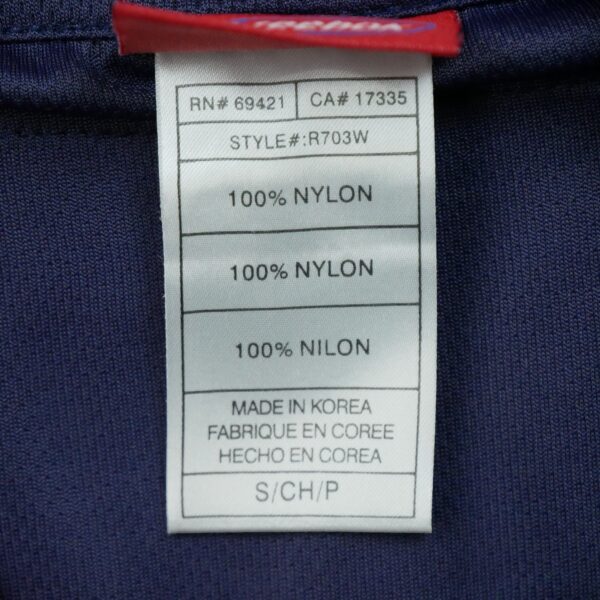 Reebok
RN# 69421
CA# 17335
STYLE#:R703W
100% NYLON
100% NYLON
100% NILON
MADE IN KOREA
FABRIQUE EN COREE
HECHO EN COREA
S/CH/P